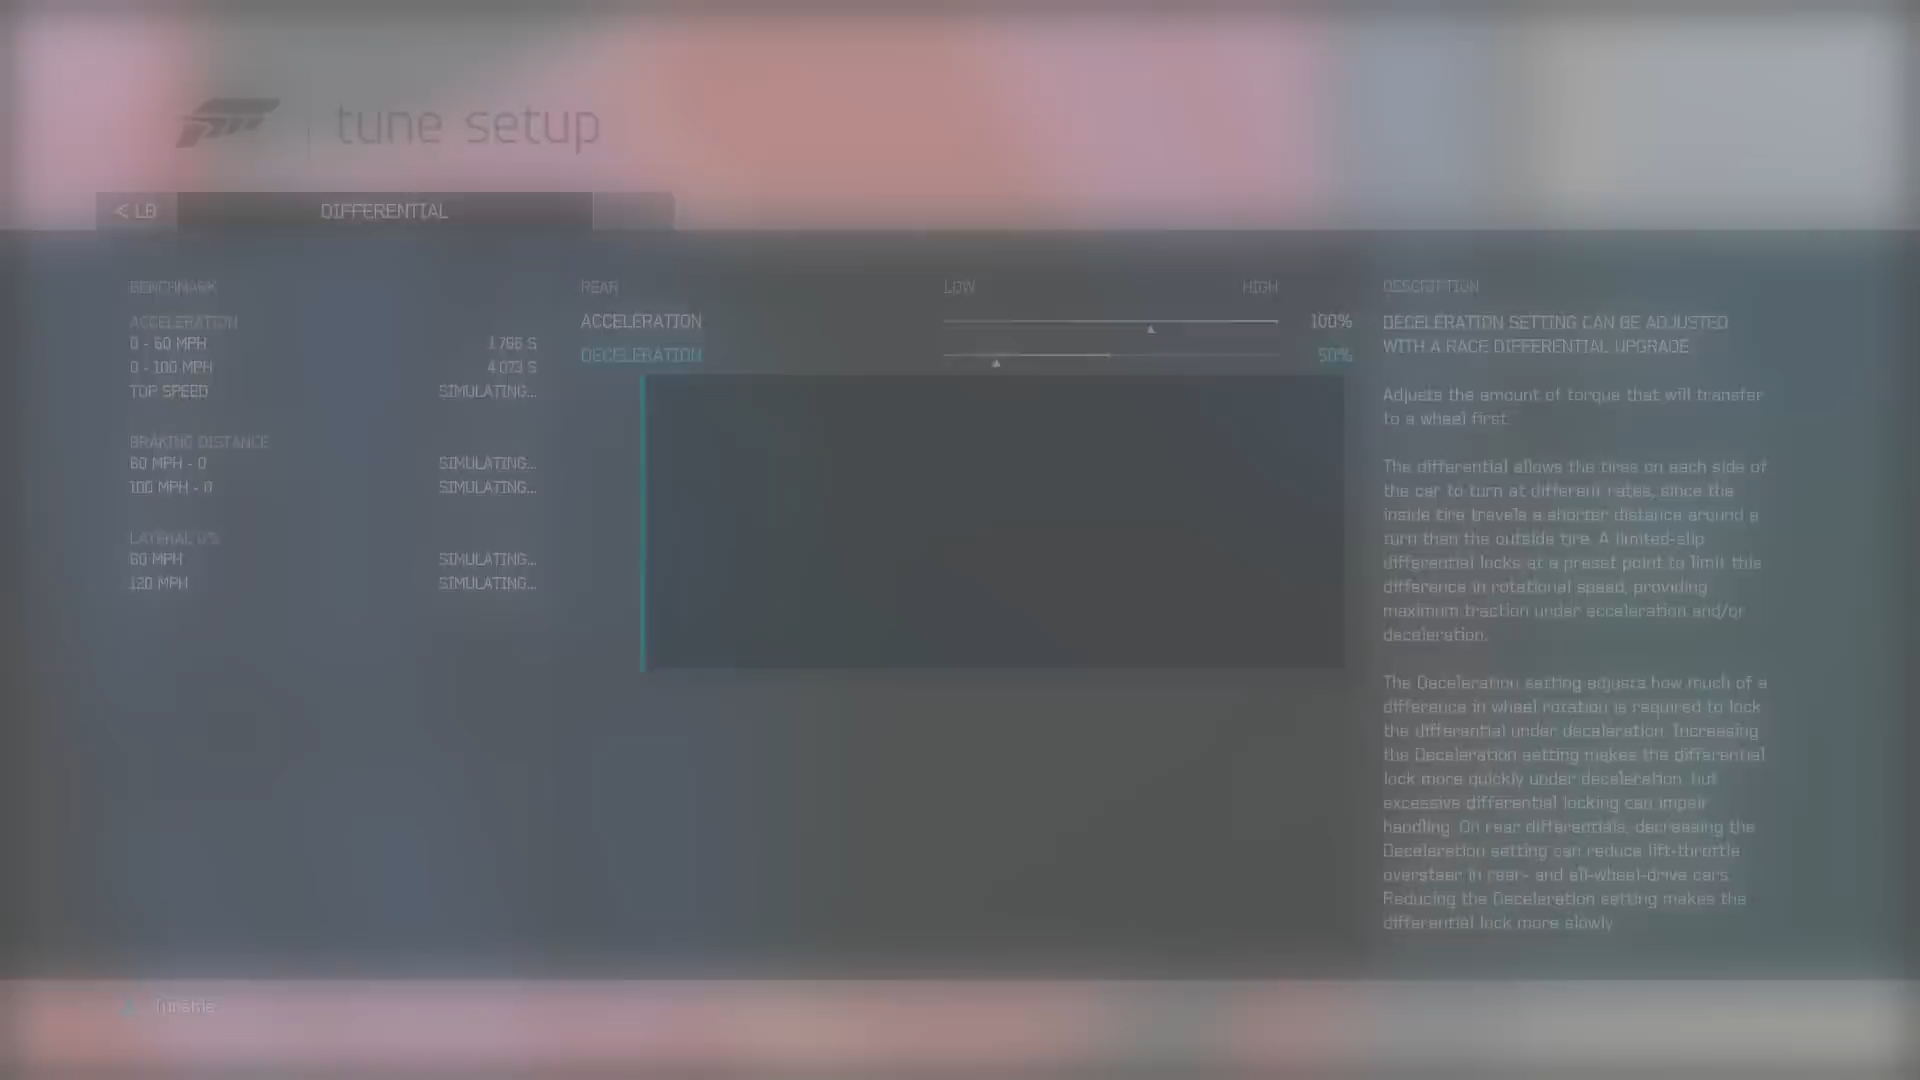 tune setup
< LB DIFFERENTIAL
BENCHMARK
ACCELERATION
0 - 60 MPH 1.766 S
0 - 100 MPH 4.073 S
TOP SPEED SIMULATING...
BRAKING DISTANCE
60 MPH - 0 SIMULATING...
100 MPH - 0 SIMULATING...
LATERAL G'S
60 MPH SIMULATING...
120 MPH SIMULATING...
REAR LOW HIGH
ACCELERATION 100%
DECELERATION 50%
DESCRIPTION
DECELERATION SETTING CAN BE ADJUSTED
WITH A RACE DIFFERENTIAL UPGRADE
Adjusts the amount of torque that will transfer
to a wheel first.
The differential allows the tires on each side of
the car to turn at different rates, since the
inside tire travels a shorter distance around a
turn than the outside tire. A limited-slip
differential locks at a preset point to limit this
difference in rotational speed, providing
maximum traction under acceleration and/or
deceleration.
The Deceleration setting adjusts how much of a
difference in wheel rotation is required to lock
the differential under deceleration. Increasing
the Deceleration setting makes the differential
lock more quickly under deceleration, but
excessive differential locking can impair
handling. On rear differentials, decreasing the
Deceleration setting can reduce lift-throttle
oversteer in rear- and all-wheel-drive cars.
Reducing the Deceleration setting makes the
differential lock more slowly.